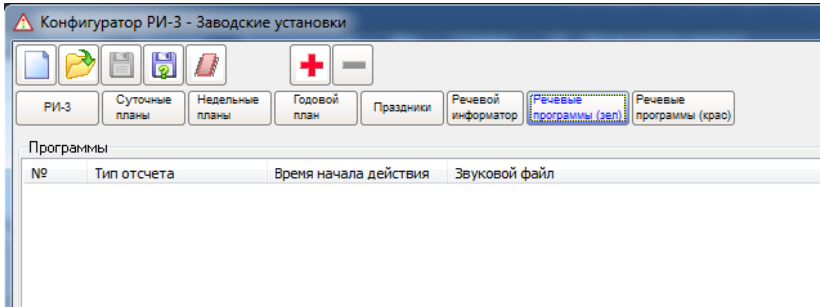 Конфигуратор РИ-3 - Заводские установки
РИ-3
Суточные
планы
Недельные
планы
Годовой
план
Праздники
Речевой
информатор
Речевые
программы (зел)
Речевые
программы (крас)
Программы
№ Тип отсчета Время начала действия Звуковой файл